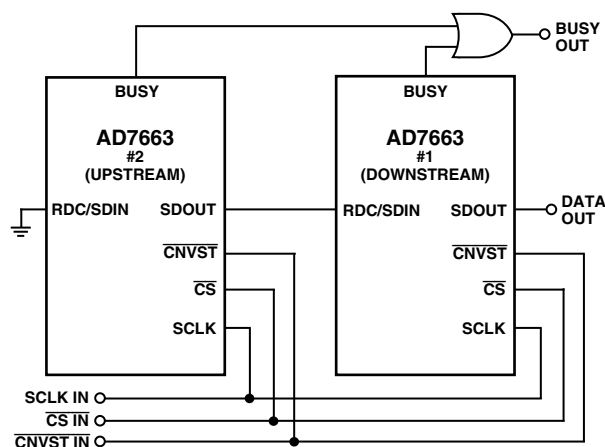 BUSY
OUT
BUSY
AD7663
#2
(UPSTREAM)
RDC/SDIN
SDOUT
CNVST
CS
SCLK
BUSY
AD7663
#1
(DOWNSTREAM)
RDC/SDIN
SDOUT
CNVST
CS
SCLK
DATA
OUT
SCLK IN
CS IN
CNVST IN